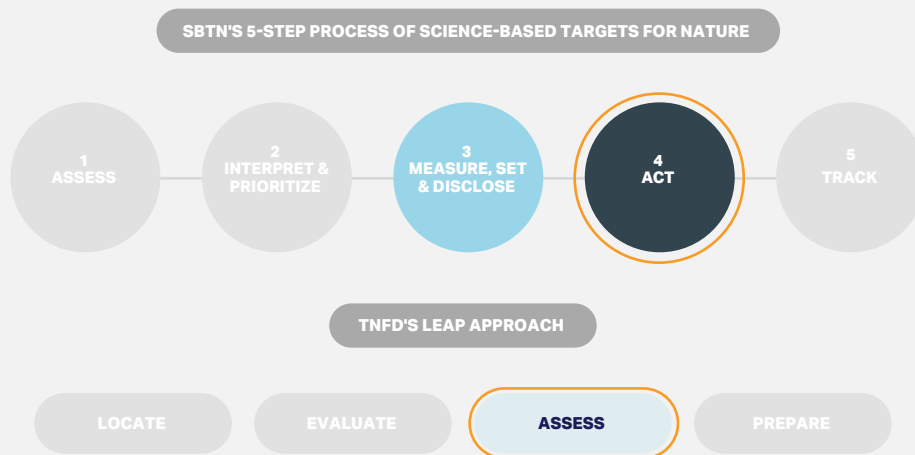 SBTN'S 5-STEP PROCESS OF SCIENCE-BASED TARGETS FOR NATURE
1
ASSESS
2
INTERPRET &
PRIORITIZE
3
MEASURE, SET
& DISCLOSE
4
ACT
5
TRACK
TNFD'S LEAP APPROACH
LOCATE
EVALUATE
ASSESS
PREPARE